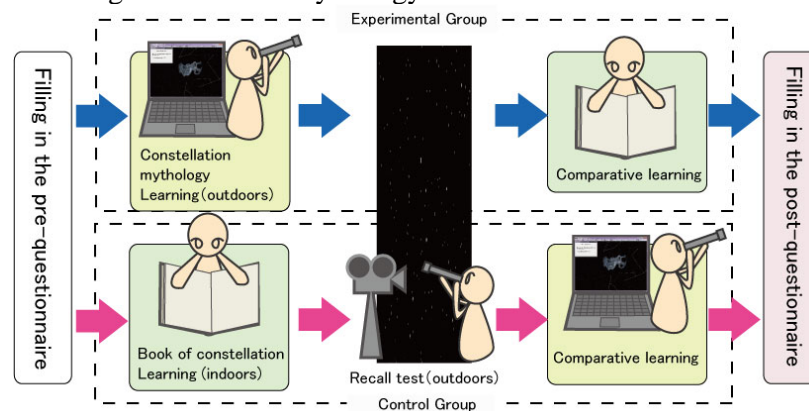 Experimental Group
Filling in the pre-questionnaire
Constellation
mythology
Learning(outdoors)
Comparative learning
Filling in the post-questionnaire
Book of constellation
Learning (indoors)
Recall test(outdoors)
Comparative learning
Control Group